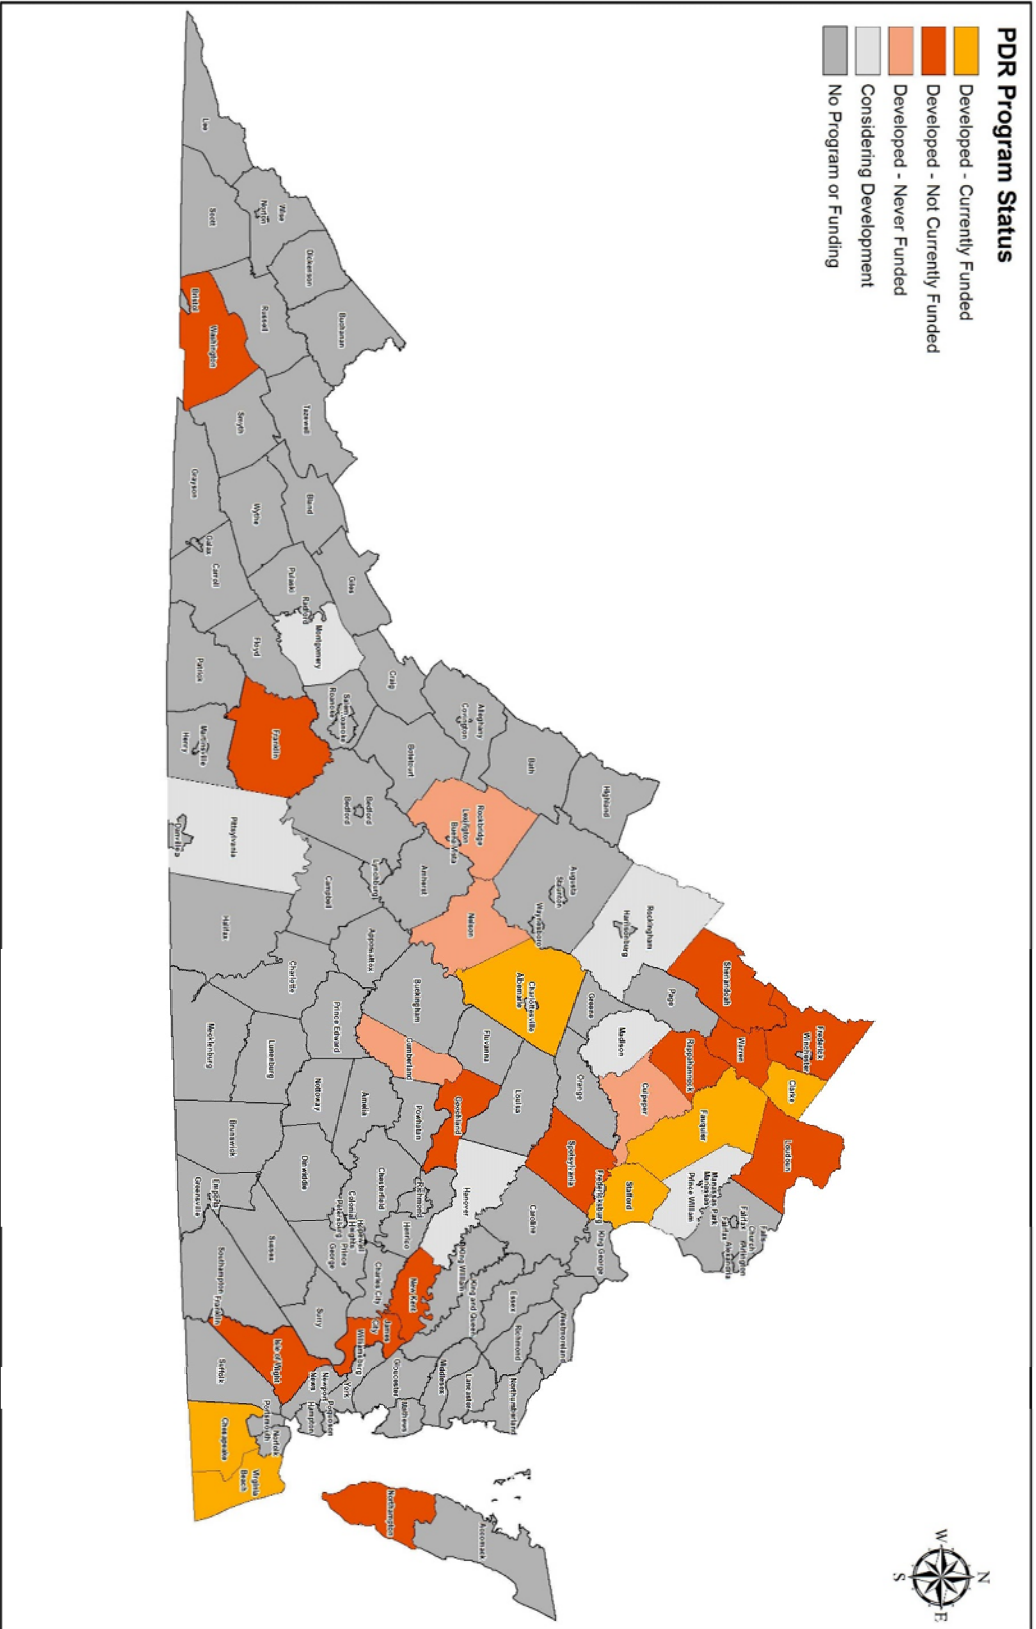 PDR Program Status
Developed - Currently Funded
Developed - Not Currently Funded
Developed - Never Funded
Considering Development
No Program or Funding
N
W
E
S
Lee
Scott
Wise
Norton
Dickenson
Buchanan
Russell
Bristol
Washington
Tazewell
Smyth
Grayson
Bland
Wythe
Galax
Carroll
Giles
Pulaski
Radford
Montgomery
Floyd
Patrick
Craig
Roanoke
Salem
Roanoke
Franklin
Martinsville
Henry
Alleghany
Covington
Botetourt
Bath
Highland
Rockbridge
Lexington
Buena Vista
Bedford
Bedford
Pittsylvania
Danville
Amherst
Lynchburg
Campbell
Halifax
Augusta
Staunton
Waynesboro
Nelson
Appomattox
Charlotte
Rockingham
Harrisonburg
Charlottesville
Albemarle
Buckingham
Prince Edward
Mecklenburg
Lunenburg
Page
Greene
Madison
Fluvanna
Cumberland
Shenandoah
Frederick
Winchester
Warren
Rappahannock
Clarke
Culpeper
Orange
Louisa
Goochland
Powhatan
Amelia
Nottoway
Brunswick
Fauquier
Loudoun
Spotsylvania
Fredericksburg
Stafford
Manassas Park
Manassas
Prince William
Fairfax
Fairfax
Falls
Church
Arlington
Alexandria
King George
Caroline
Hanover
Richmond
Henrico
Chesterfield
Colonial Heights
Petersburg
Hopewell
Prince
George
Dinwiddie
Emporia
Greensville
Sussex
Southampton
Franklin
Surry
Charles City
New Kent
King William
King and Queen
Essex
Richmond
Westmoreland
Northumberland
Lancaster
Middlesex
Gloucester
Mathews
James
City
Williamsburg
York
Newport
News
Poquoson
Hampton
Isle of Wight
Suffolk
Portsmouth
Norfolk
Chesapeake
Virginia
Beach
Northampton
Accomack